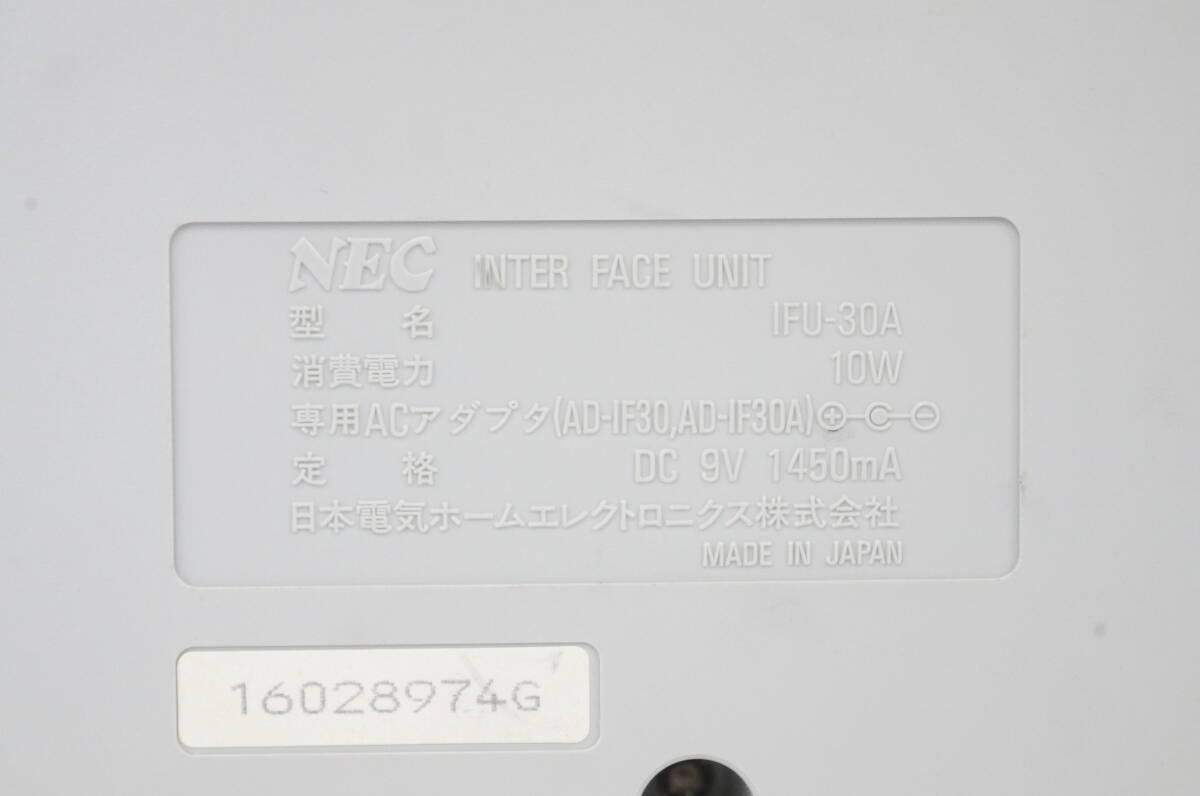 NEC INTER FACE UNIT
型名 IFU-30A
消費電力 10W
専用ACアダプタ(AD-IF30,AD-IF30A)
定格 DC 9V 1450mA
日本電気ホームエレクトロニクス株式会社
MADE IN JAPAN
16028974G